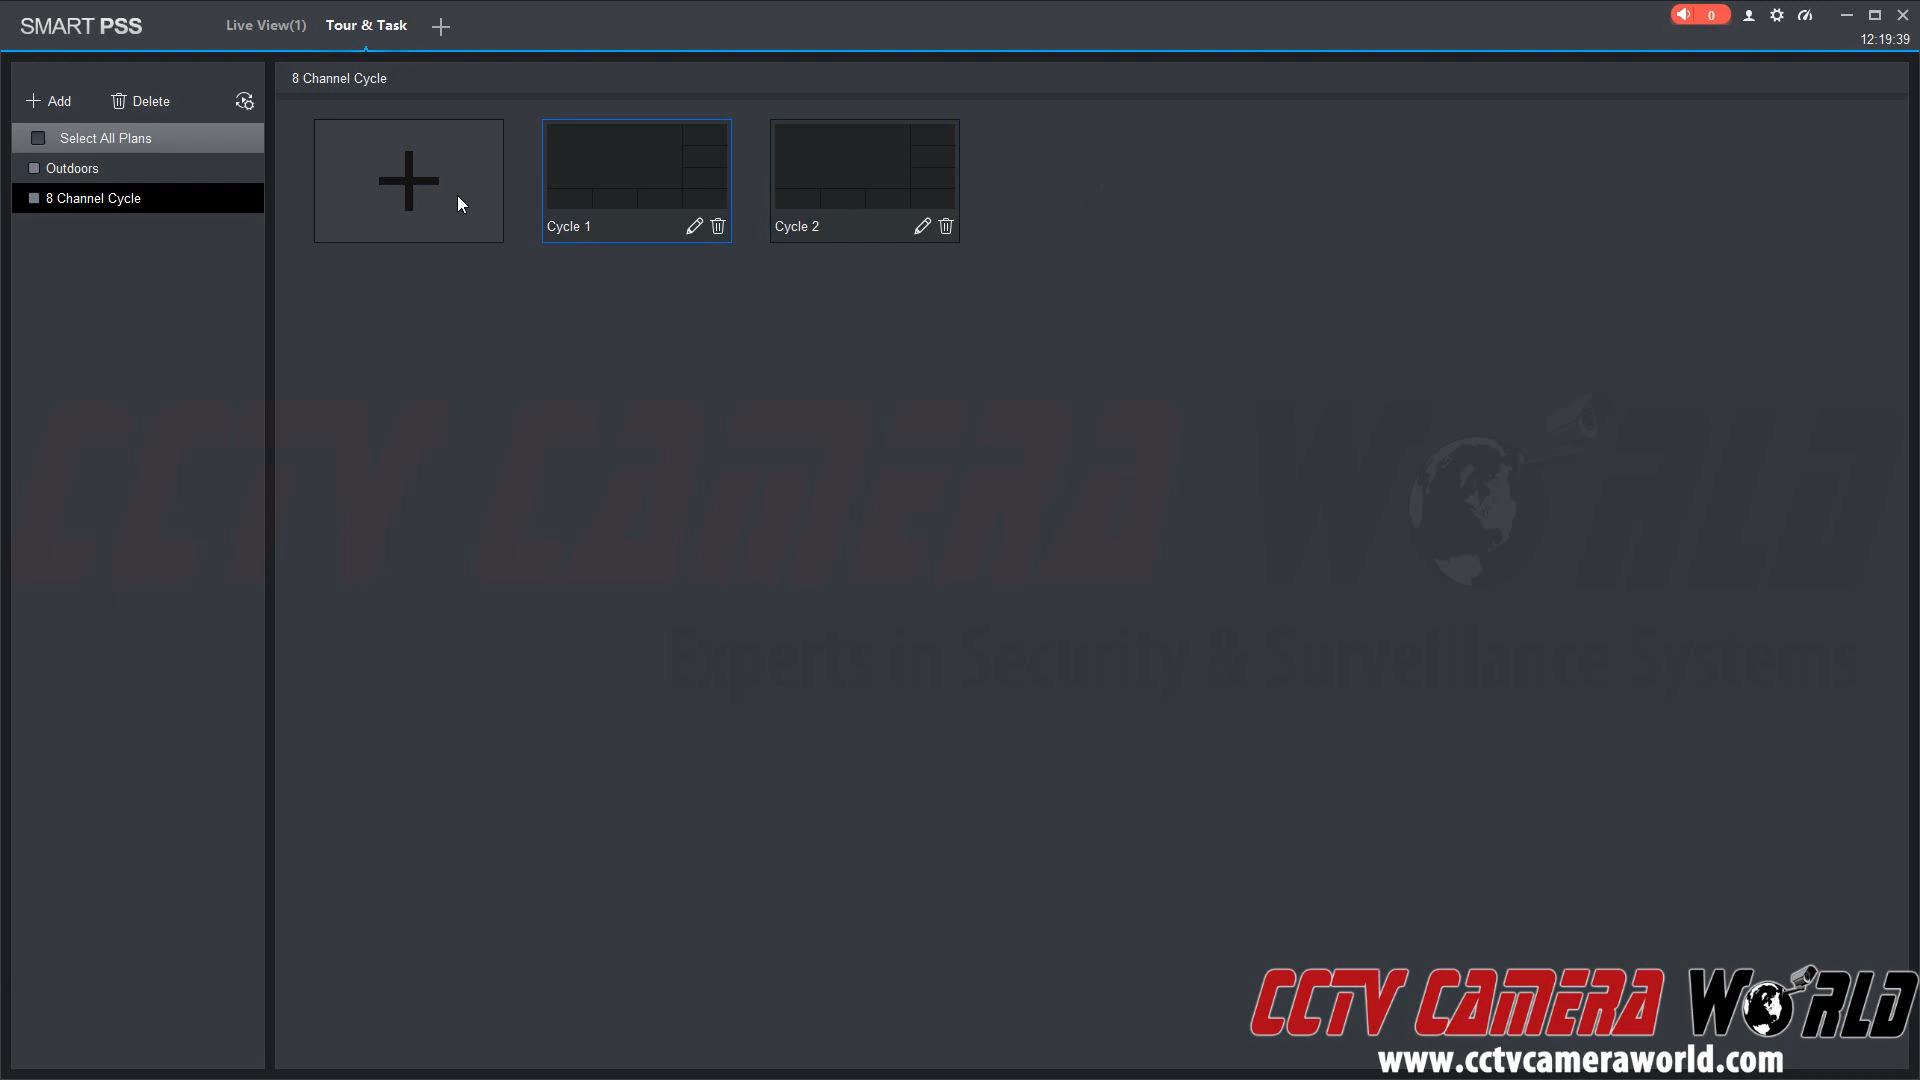 SMART PSS
Live View(1)
Tour & Task
0
12:19:39
Add
Delete
8 Channel Cycle
Select All Plans
Outdoors
8 Channel Cycle
Cycle 1
Cycle 2
CCTV CAMERA WORLD
Experts in Security & Surveillance Systems
CCTV CAMERA WORLD
www.cctvcameraworld.com